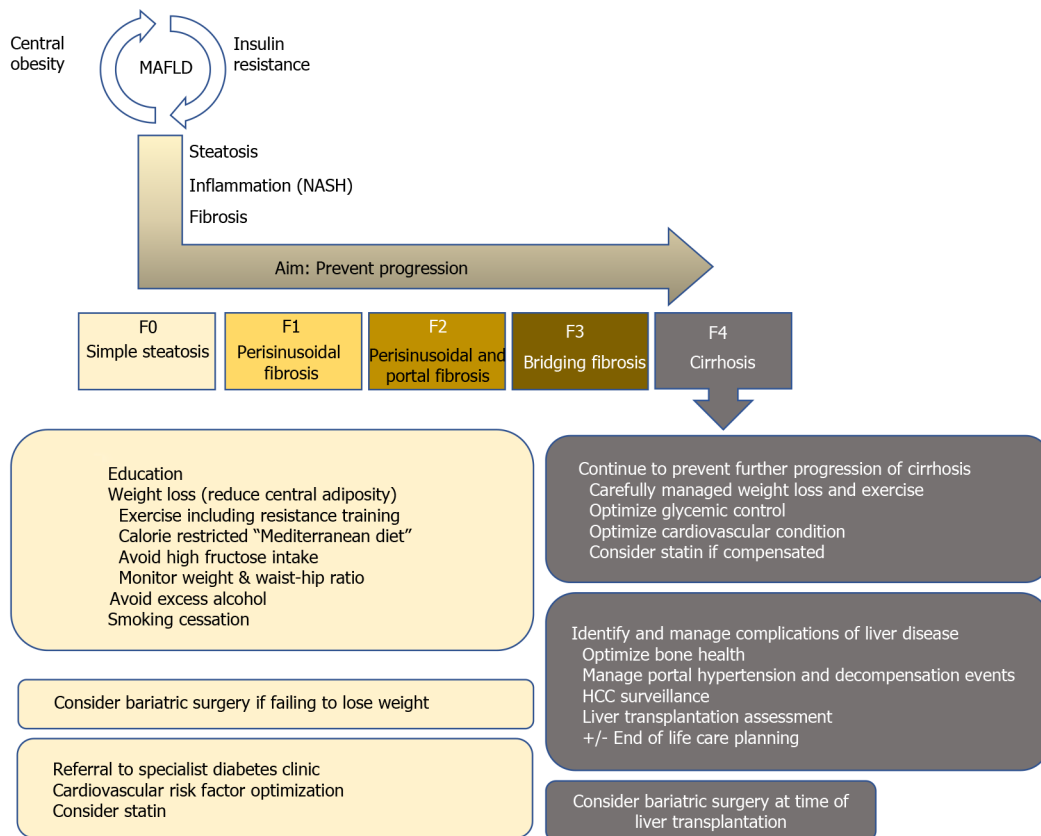 Central
obesity
MAFLD
Insulin
resistance
Steatosis
Inflammation (NASH)
Fibrosis
Aim: Prevent progression
F0
Simple steatosis
F1
Perisinusoidal
fibrosis
F2
Perisinusoidal and
portal fibrosis
F3
Bridging fibrosis
F4
Cirrhosis
Education
Weight loss (reduce central adiposity)
Exercise including resistance training
Calorie restricted “Mediterranean diet”
Avoid high fructose intake
Monitor weight & waist-hip ratio
Avoid excess alcohol
Smoking cessation
Consider bariatric surgery if failing to lose weight
Referral to specialist diabetes clinic
Cardiovascular risk factor optimization
Consider statin
Continue to prevent further progression of cirrhosis
Carefully managed weight loss and exercise
Optimize glycemic control
Optimize cardiovascular condition
Consider statin if compensated
Identify and manage complications of liver disease
Optimize bone health
Manage portal hypertension and decompensation events
HCC surveillance
Liver transplantation assessment
+/- End of life care planning
Consider bariatric surgery at time of
liver transplantation